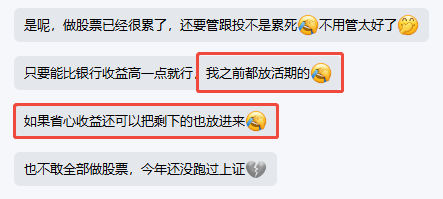 是呢，做股票已经很累了，还要管跟投不是累死😂不用管太好了🤭
只要能比银行收益高一点就行，我之前都放活期的😂
如果省心收益还可以把剩下的也放进来😂
也不敢全部做股票，今年还没跑过上证💔